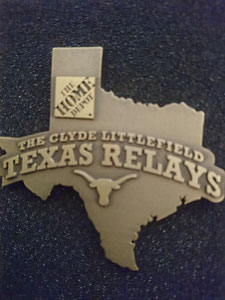 THE
HOME
DEPOT
THE CLYDE LITTLEFIELD
TEXAS RELAYS